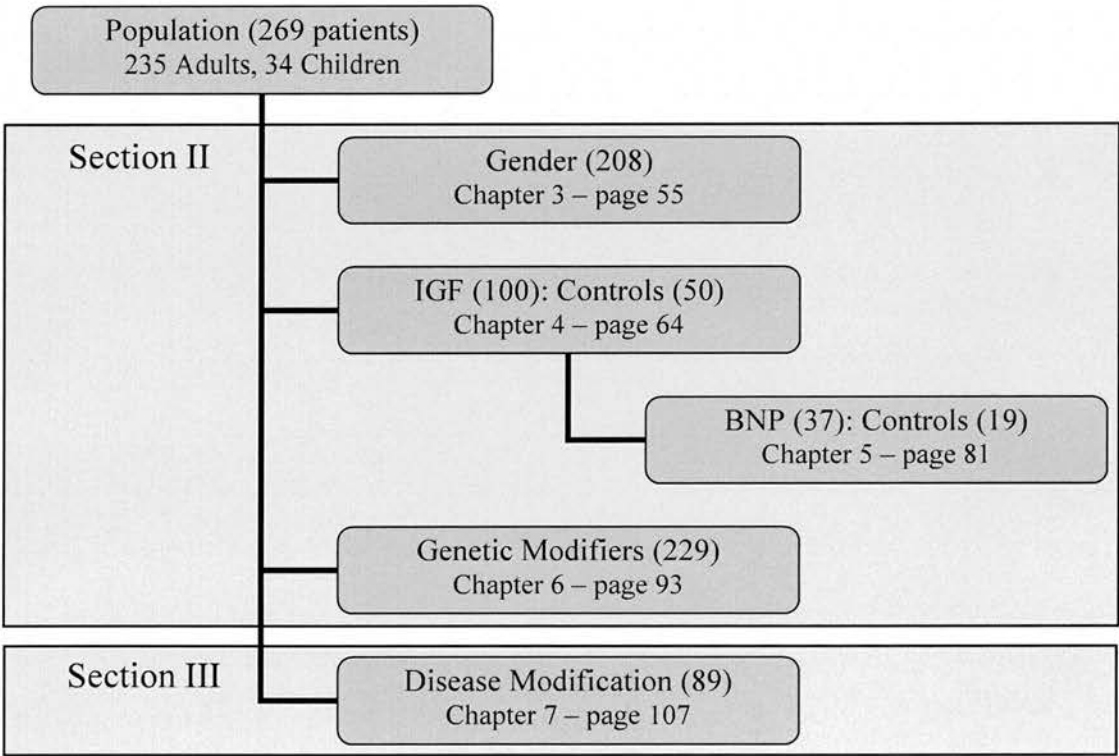 Population (269 patients)
235 Adults, 34 Children
Section II
Gender (208)
Chapter 3 – page 55
IGF (100): Controls (50)
Chapter 4 – page 64
BNP (37): Controls (19)
Chapter 5 – page 81
Genetic Modifiers (229)
Chapter 6 – page 93
Section III
Disease Modification (89)
Chapter 7 – page 107